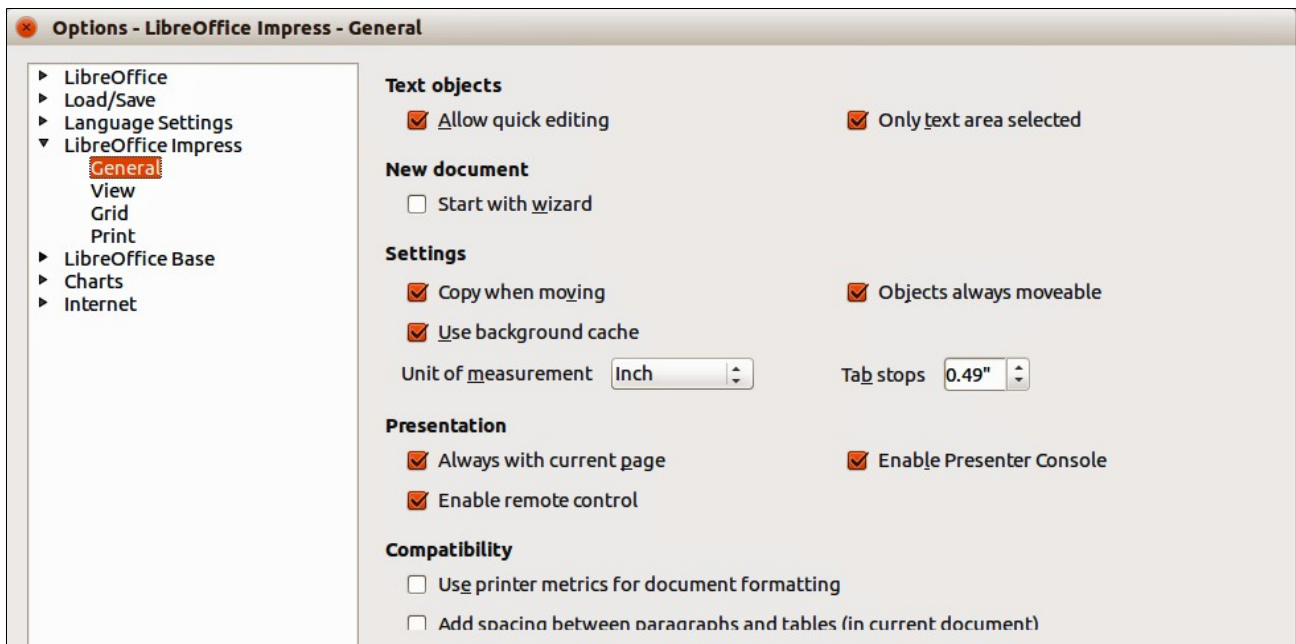 Options - LibreOffice Impress - General
LibreOffice
Load/Save
Language Settings
LibreOffice Impress
General
View
Grid
Print
LibreOffice Base
Charts
Internet
Text objects
Allow quick editing
Only text area selected
New document
Start with wizard
Settings
Copy when moving
Objects always moveable
Use background cache
Unit of measurement Inch
Tab stops 0.49"
Presentation
Always with current page
Enable Presenter Console
Enable remote control
Compatibility
Use printer metrics for document formatting
Add spacing between paragraphs and tables (in current document)